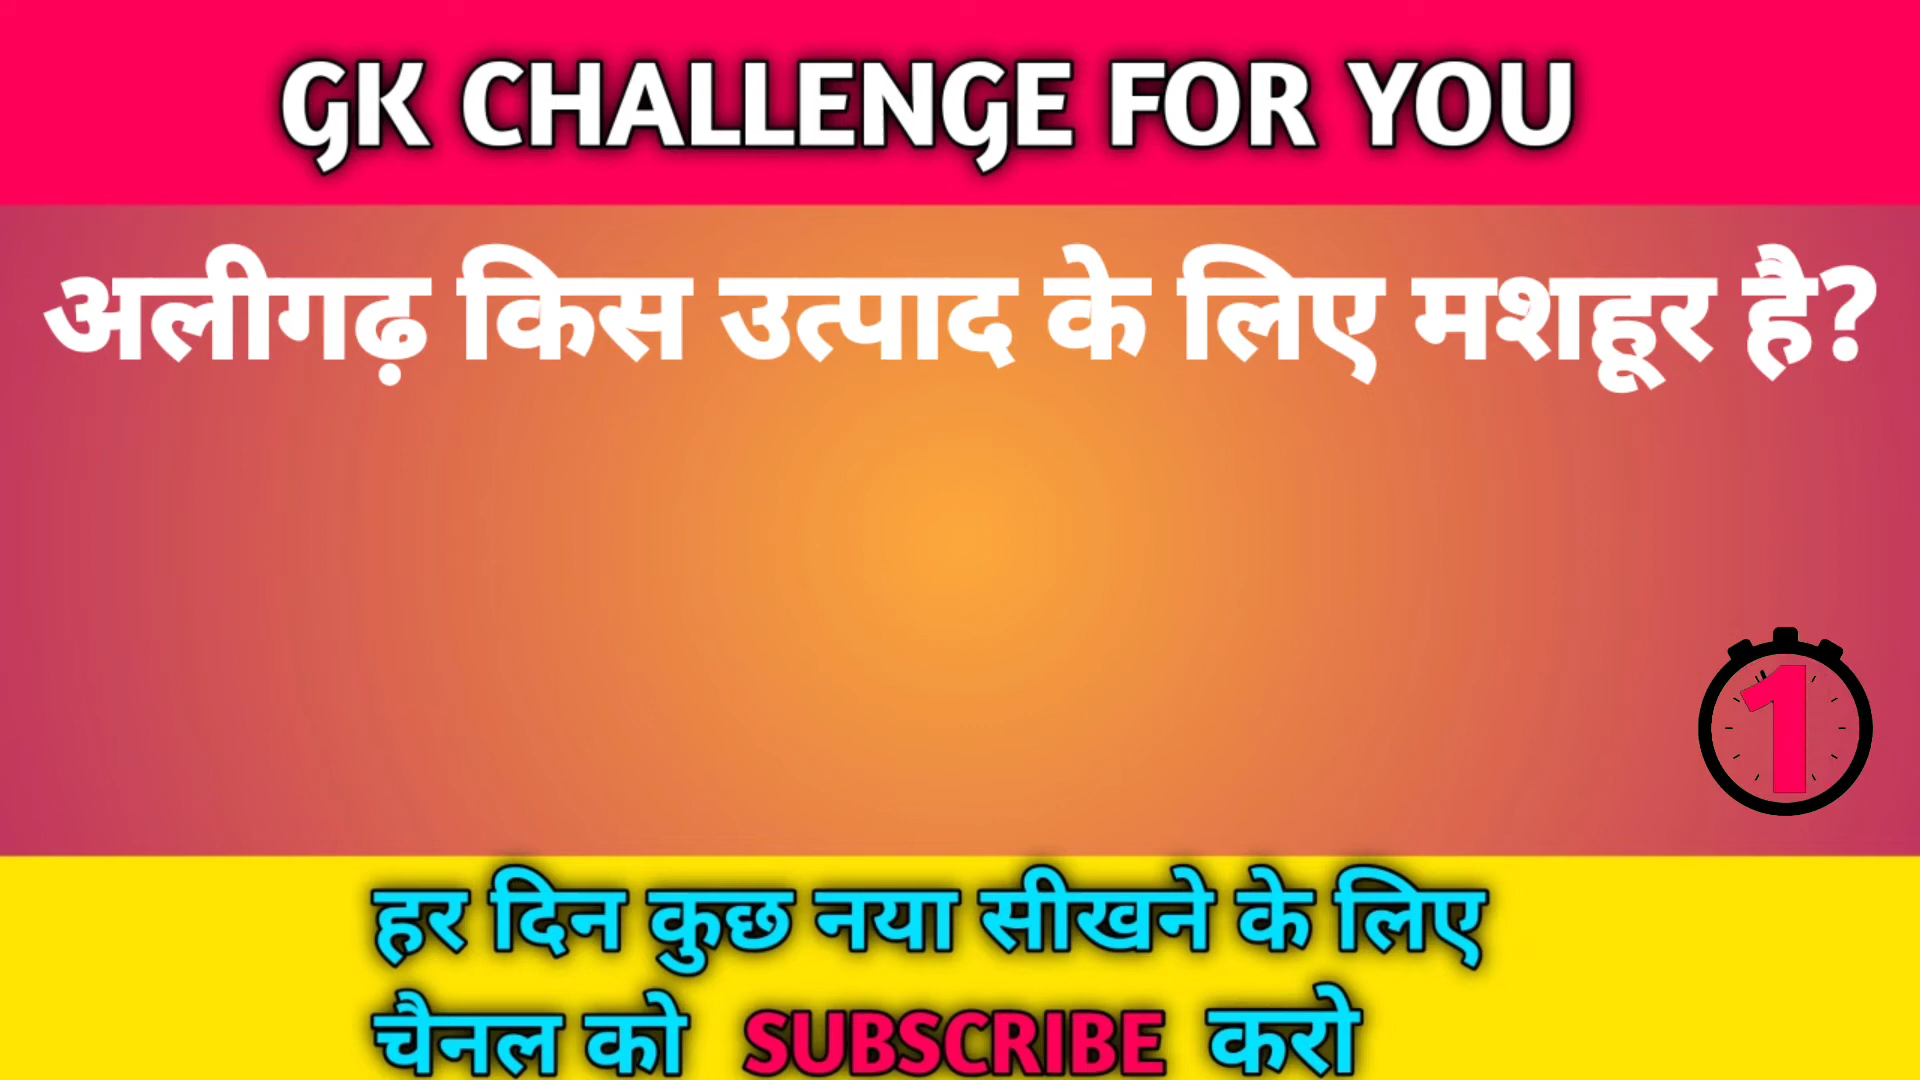 GK CHALLENGE FOR YOU
अलीगढ़ किस उत्पाद के लिए मशहूर है?
1
हर दिन कुछ नया सीखने के लिए
चैनल को SUBSCRIBE करो